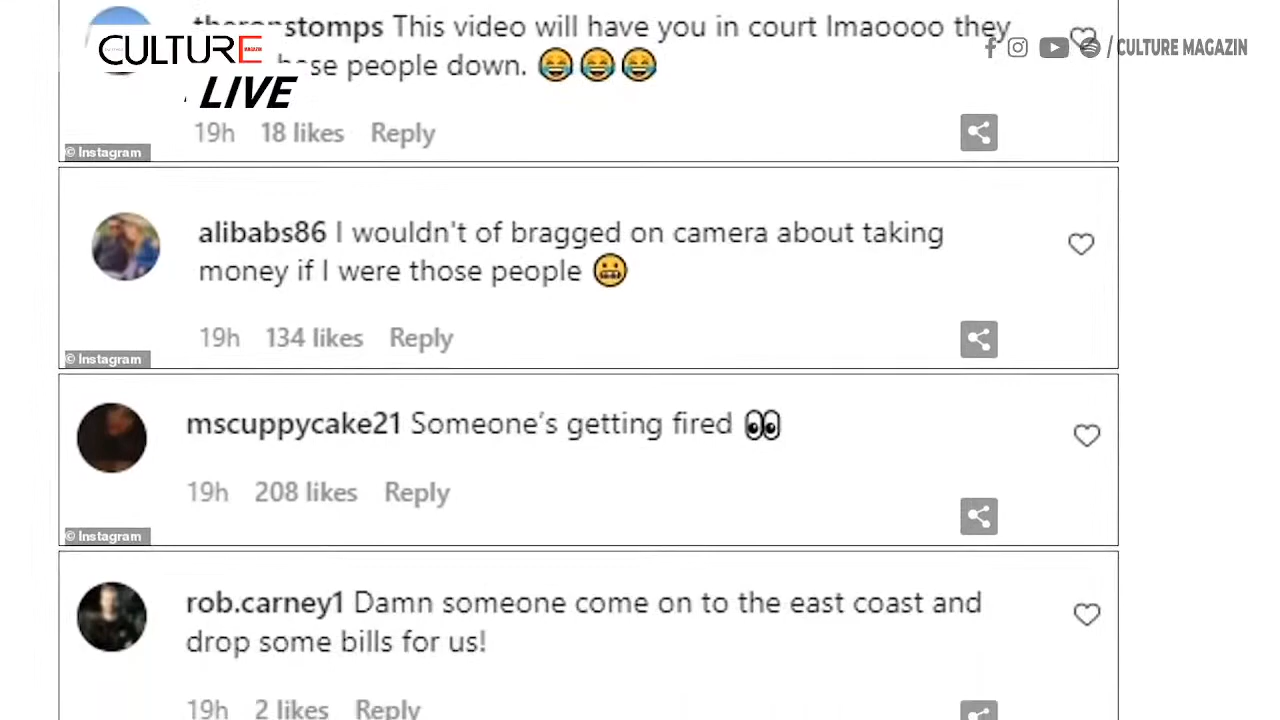 CULTURE
MAGAZIN
LIVE
/ CULTURE MAGAZIN
stomps This video will have you in court lmaoooo they
people down. 😂😂😂
19h 18 likes Reply
© Instagram
alibabs86 I wouldn't of bragged on camera about taking
money if I were those people 😬
19h 134 likes Reply
© Instagram
mscuppycake21 Someone’s getting fired 👀
19h 208 likes Reply
© Instagram
rob.carney1 Damn someone come on to the east coast and
drop some bills for us!
19h 2 likes Reply